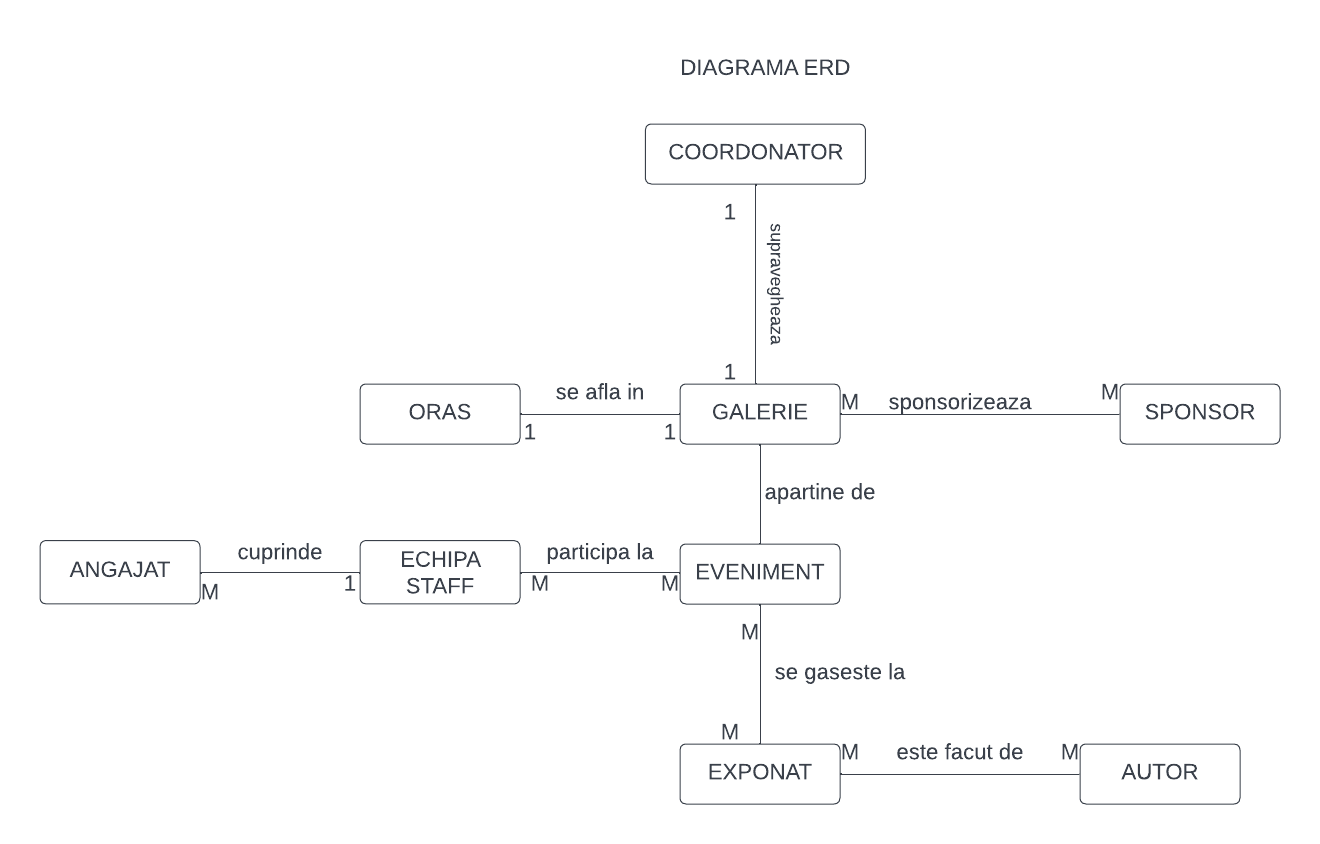 DIAGRAMA ERD
COORDONATOR
1
supravegheaza
1
ORAS
se afla in
1
1
GALERIE
M
sponsorizeaza
M
SPONSOR
apartine de
ANGAJAT
M
cuprinde
1
ECHIPA
STAFF
participa la
M
M
EVENIMENT
M
se gaseste la
M
EXPONAT
M
este facut de
M
AUTOR